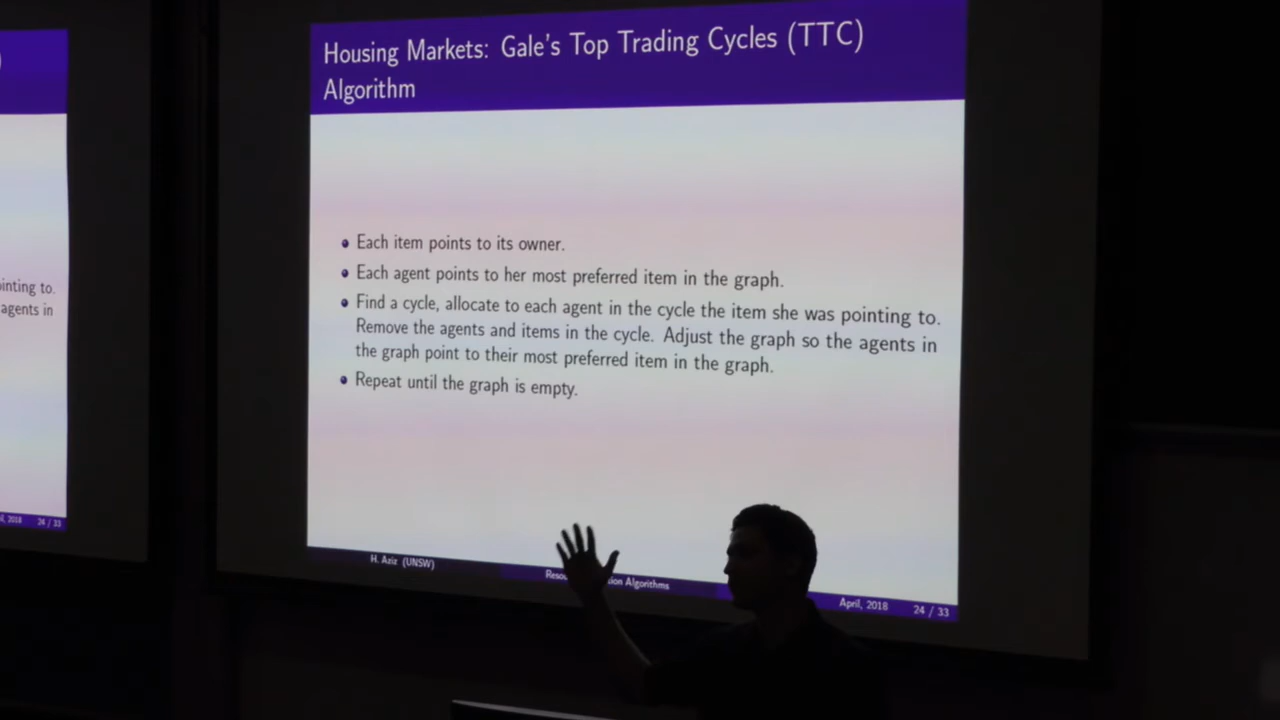 Housing Markets: Gale's Top Trading Cycles (TTC)
Algorithm
Each item points to its owner.
Each agent points to her most preferred item in the graph.
Find a cycle, allocate to each agent in the cycle the item she was pointing to.
Remove the agents and items in the cycle. Adjust the graph so the agents in
the graph point to their most preferred item in the graph.
Repeat until the graph is empty.
H. Aziz (UNSW)
Algorithms
April, 2018 24 / 33
)
to.
agents in
2018 24 / 33